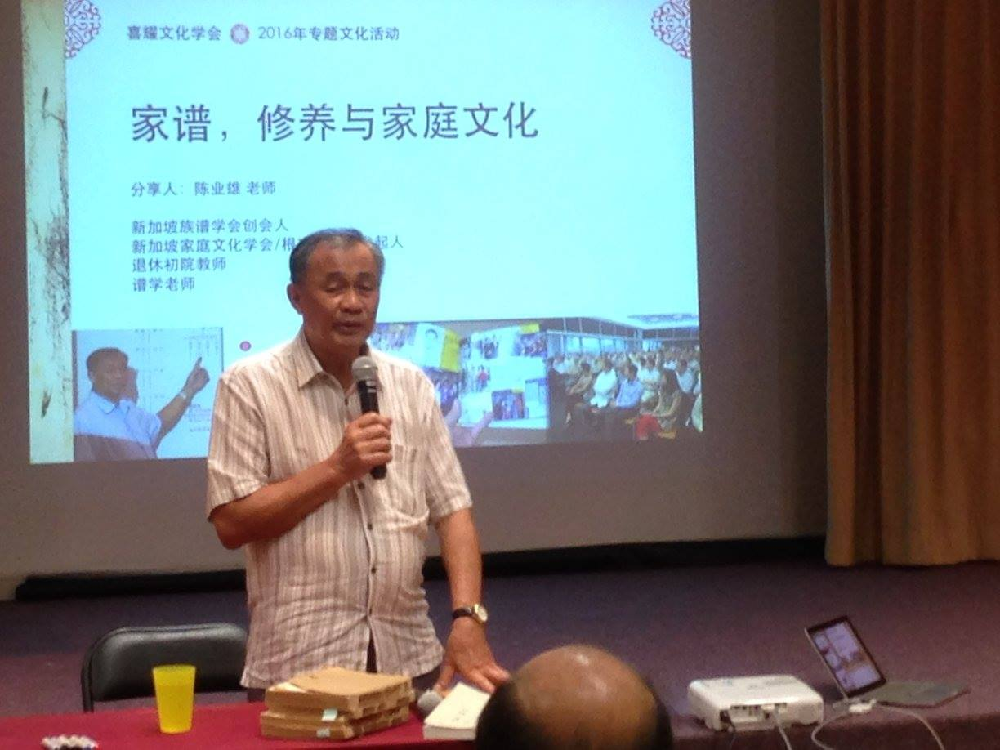 喜耀文化学会 2016年专题文化活动
家谱，修养与家庭文化
分享人：陈业雄 老师
新加坡族谱学会创会人
新加坡家庭文化学会/根 起人
退休初院教师
谱学老师